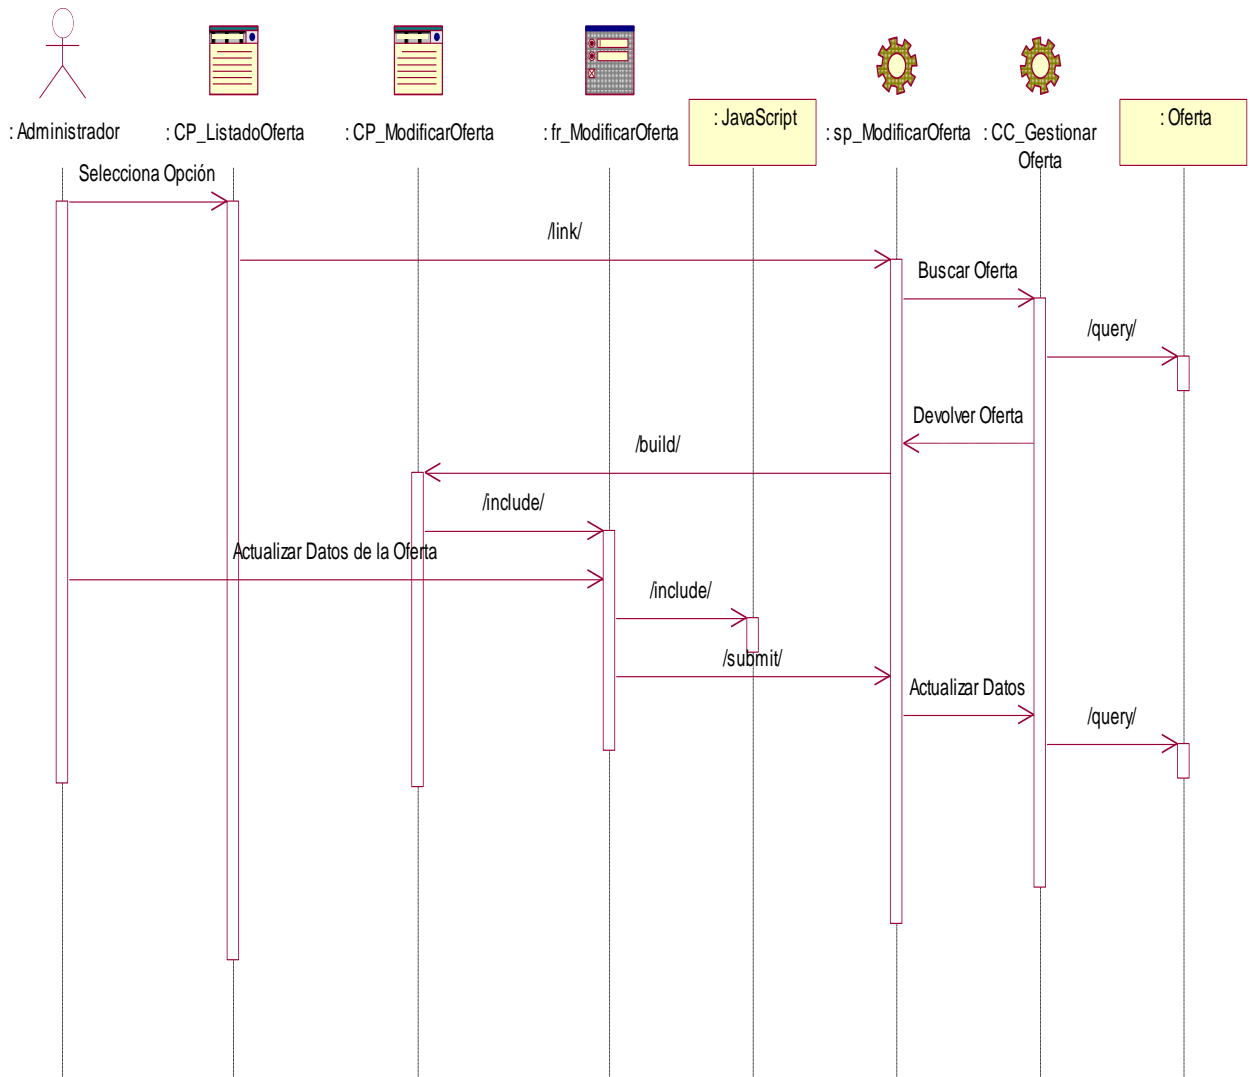 : Administrador
: CP_ListadoOferta
: CP_ModificarOferta
: fr_ModificarOferta
: JavaScript
: sp_ModificarOferta
: CC_Gestionar
Oferta
: Oferta
Selecciona Opción
/link/
Buscar Oferta
/query/
Devolver Oferta
/build/
/include/
Actualizar Datos de la Oferta
/include/
/submit/
Actualizar Datos
/query/